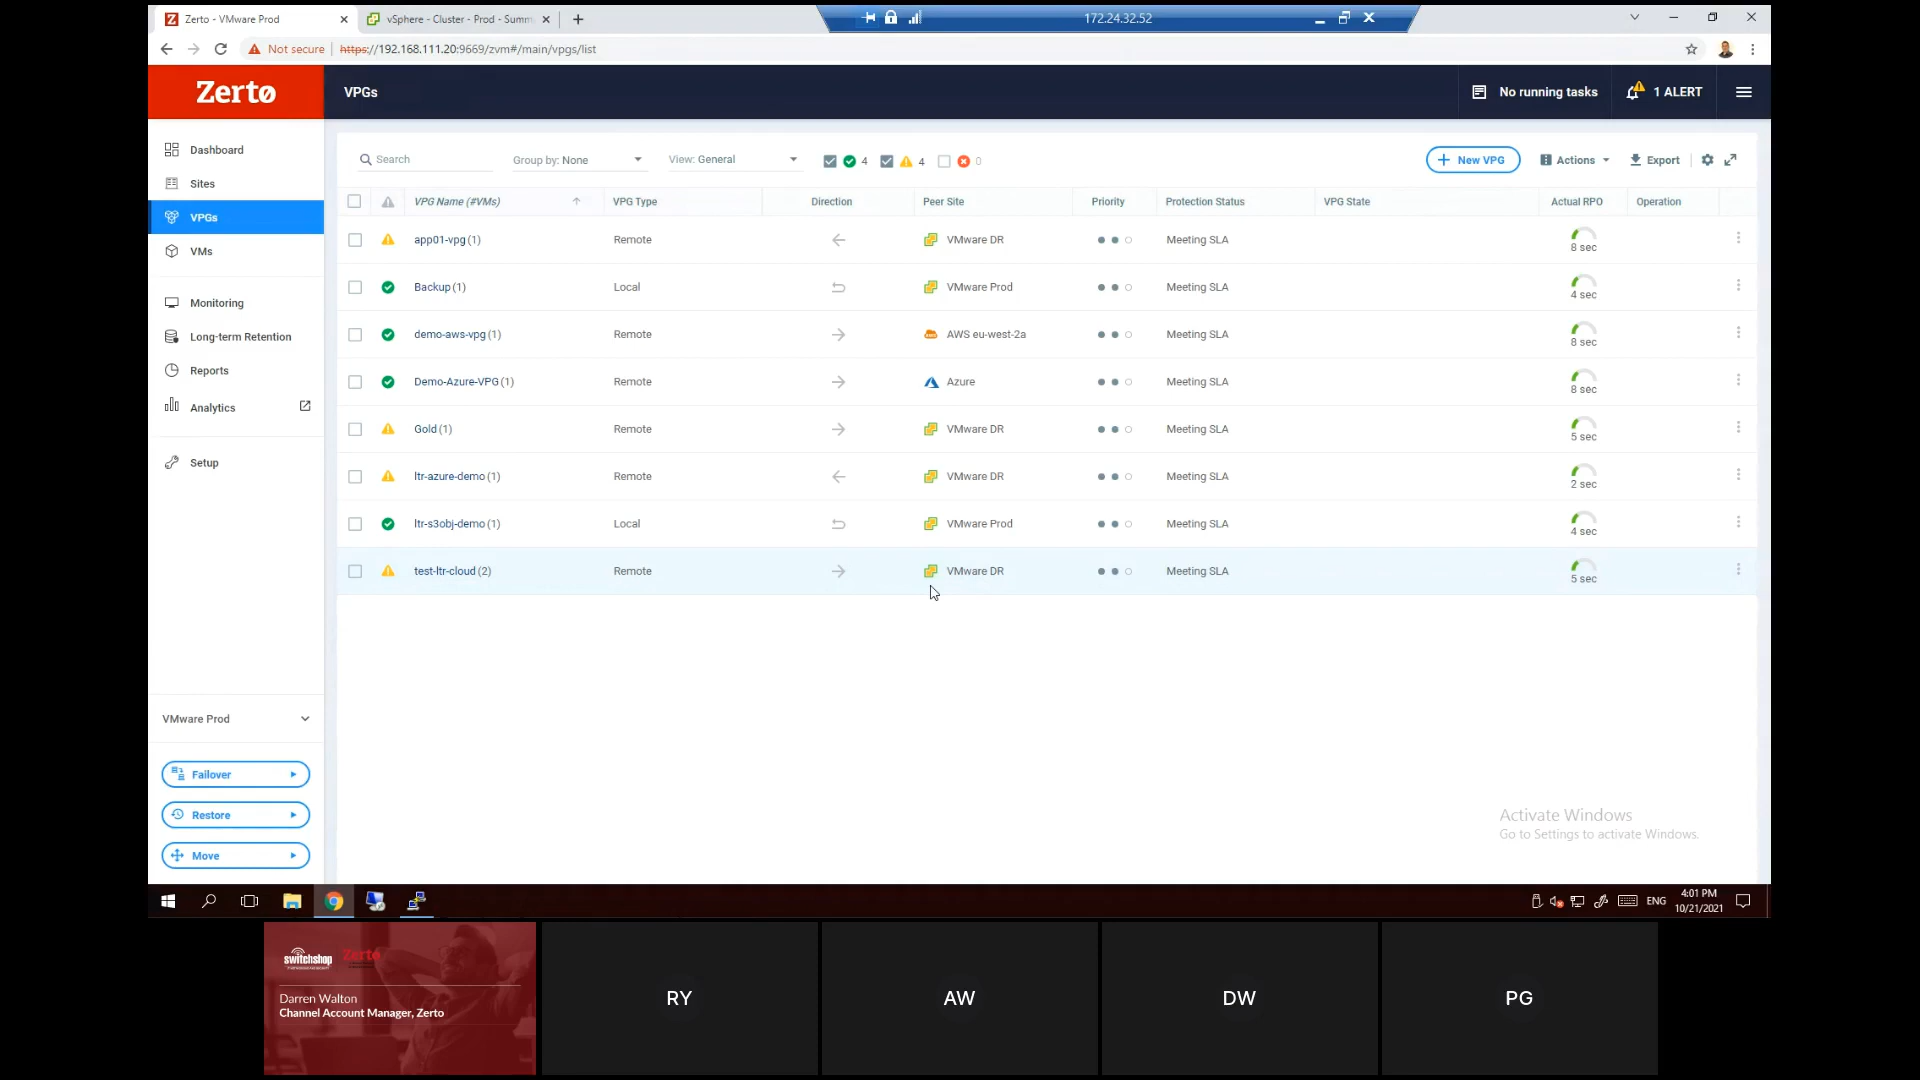 Zerto - VMware Prod
vSphere - Cluster - Prod - Summ
172.24.32.52
Not secure
https://192.168.111.20:9669/zvm#/main/vpgs/list
Zerto
VPGs
No running tasks
1 ALERT
Dashboard
Sites
VPGs
VMs
Monitoring
Long-term Retention
Reports
Analytics
Setup
VMware Prod
Failover
Restore
Move
Search
Group by: None
View: General
4
4
0
New VPG
Actions
Export
VPG Name (#VMs)
VPG Type
Direction
Peer Site
Priority
Protection Status
VPG State
Actual RPO
Operation
app01-vpg (1)
Remote
VMware DR
Meeting SLA
8 sec
Backup (1)
Local
VMware Prod
Meeting SLA
4 sec
demo-aws-vpg (1)
Remote
AWS eu-west-2a
Meeting SLA
8 sec
Demo-Azure-VPG (1)
Remote
Azure
Meeting SLA
8 sec
Gold (1)
Remote
VMware DR
Meeting SLA
5 sec
ltr-azure-demo (1)
Remote
VMware DR
Meeting SLA
2 sec
ltr-s3obj-demo (1)
Local
VMware Prod
Meeting SLA
4 sec
test-ltr-cloud (2)
Remote
VMware DR
Meeting SLA
5 sec
Activate Windows
Go to Settings to activate Windows.
ENG
4:01 PM
10/21/2021
switchshop
Zerto
Darren Walton
Channel Account Manager, Zerto
RY
AW
DW
PG